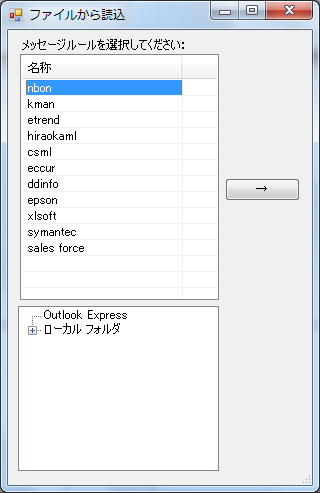 ファイルから読込
メッセージルールを選択してください:
名称
nbon
kman
etrend
hiraokaml
csml
eccur
ddinfo
epson
xlsoft
symantec
sales force
→
Outlook Express
ローカル フォルダ